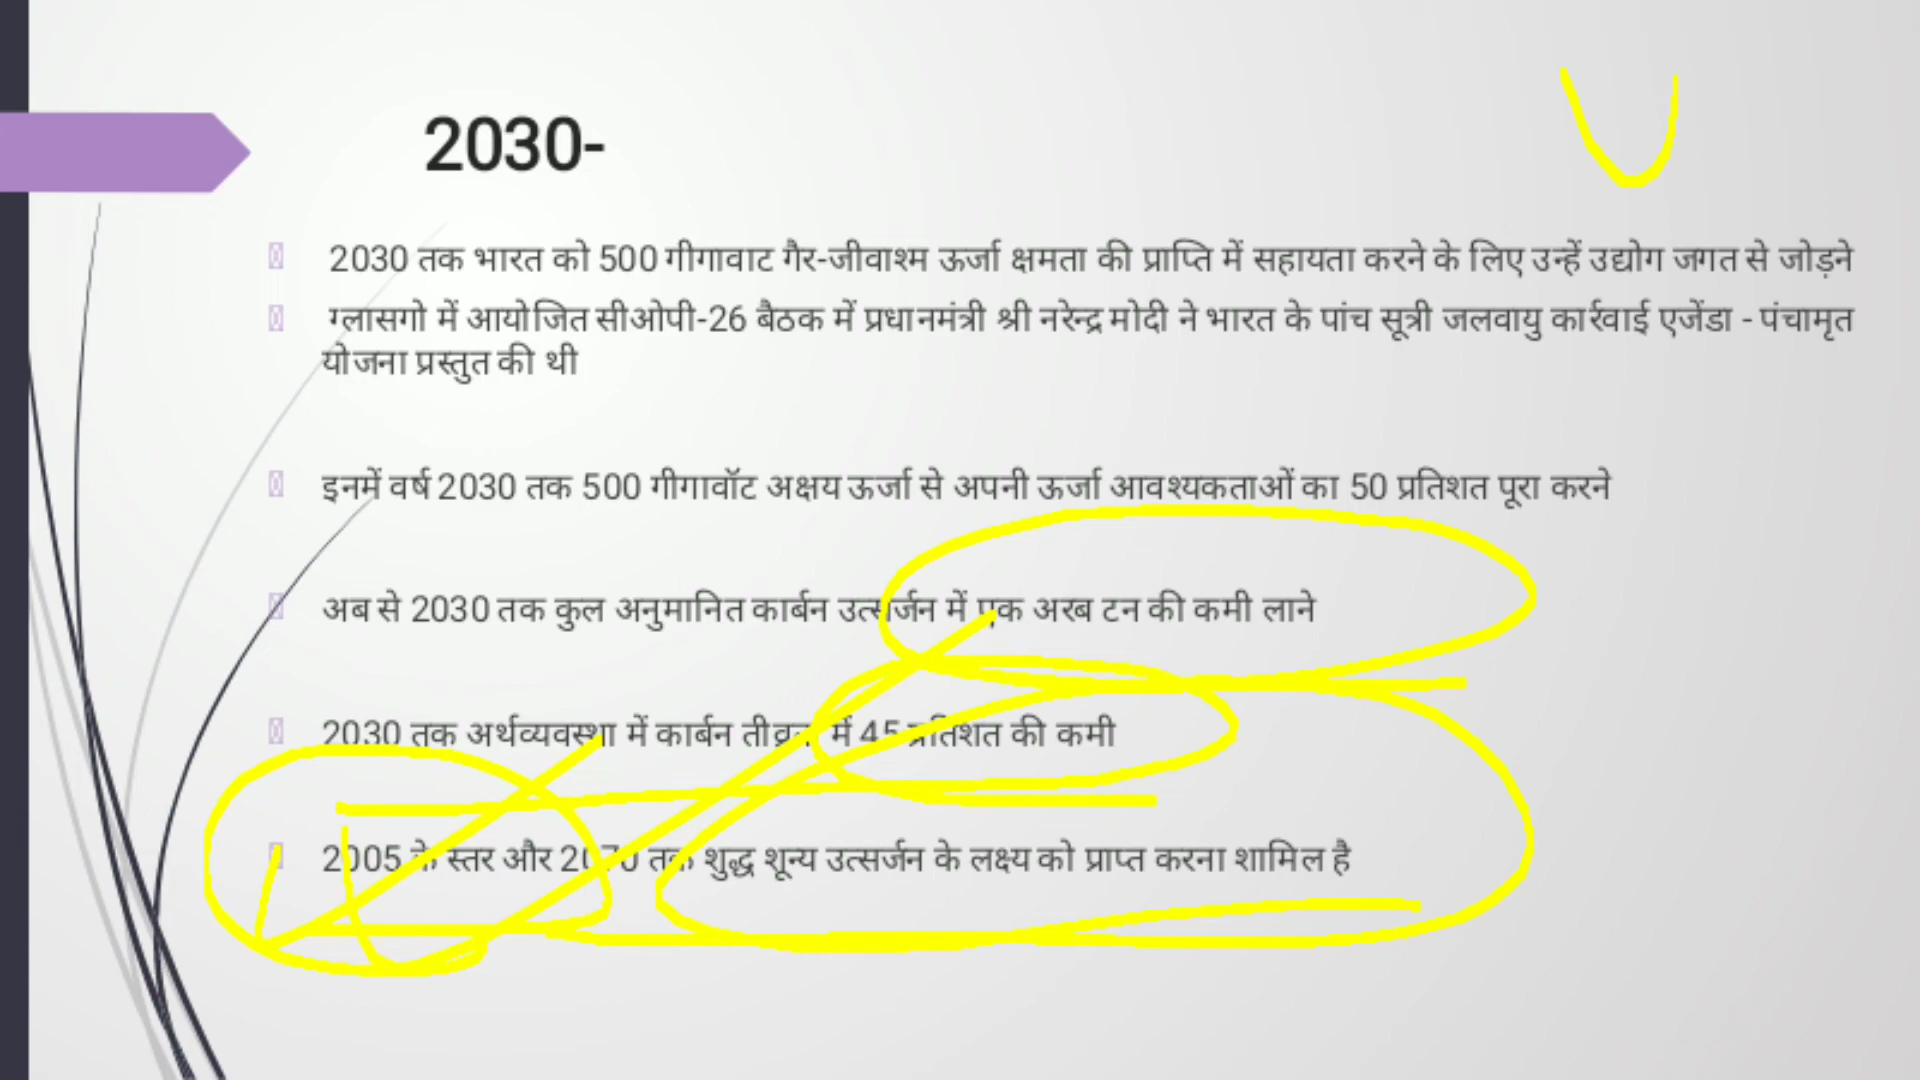 2030-
2030 तक भारत को 500 गीगावाट गैर-जीवाश्म ऊर्जा क्षमता की प्राप्ति में सहायता करने के लिए उन्हें उद्योग जगत से जोड़ने
ग्लासगो में आयोजित सीओपी-26 बैठक में प्रधानमंत्री श्री नरेन्द्र मोदी ने भारत के पांच सूत्री जलवायु कार्रवाई एजेंडा - पंचामृत
योजना प्रस्तुत की थी
इनमें वर्ष 2030 तक 500 गीगावॉट अक्षय ऊर्जा से अपनी ऊर्जा आवश्यकताओं का 50 प्रतिशत पूरा करने
अब से 2030 तक कुल अनुमानित कार्बन उत्सर्जन में एक अरब टन की कमी लाने
2030 तक अर्थव्यवस्था में कार्बन तीव्रता में 45 प्रतिशत की कमी
2005 के स्तर और 2070 तक शुद्ध शून्य उत्सर्जन के लक्ष्य को प्राप्त करना शामिल है